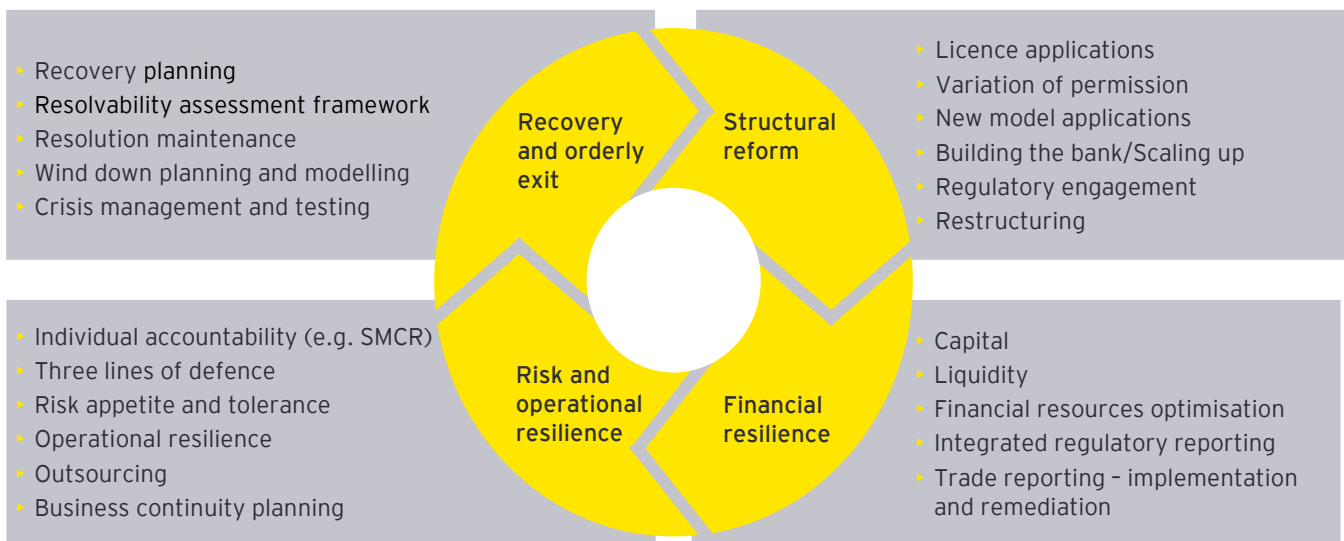 Recovery planning
Resolvability assessment framework
Resolution maintenance
Wind down planning and modelling
Crisis management and testing
Recovery
and orderly
exit
Structural
reform
Licence applications
Variation of permission
New model applications
Building the bank/Scaling up
Regulatory engagement
Restructuring
Individual accountability (e.g. SMCR)
Three lines of defence
Risk appetite and tolerance
Operational resilience
Outsourcing
Business continuity planning
Risk and
operational
resilience
Financial
resilience
Capital
Liquidity
Financial resources optimisation
Integrated regulatory reporting
Trade reporting – implementation
and remediation